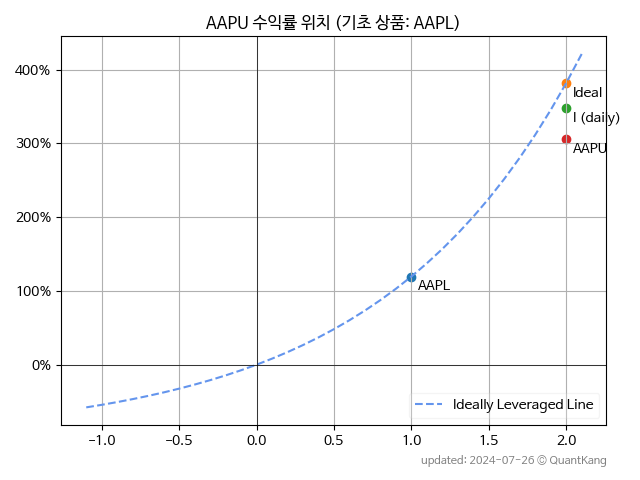 AAPU 수익률 위치 (기초 상품: AAPL)
400%
300%
200%
100%
0%
Ideal
I (daily)
AAPU
AAPL
Ideally Leveraged Line
−1.0 −0.5 0.0 0.5 1.0 1.5 2.0
updated: 2024-07-26 © QuantKang